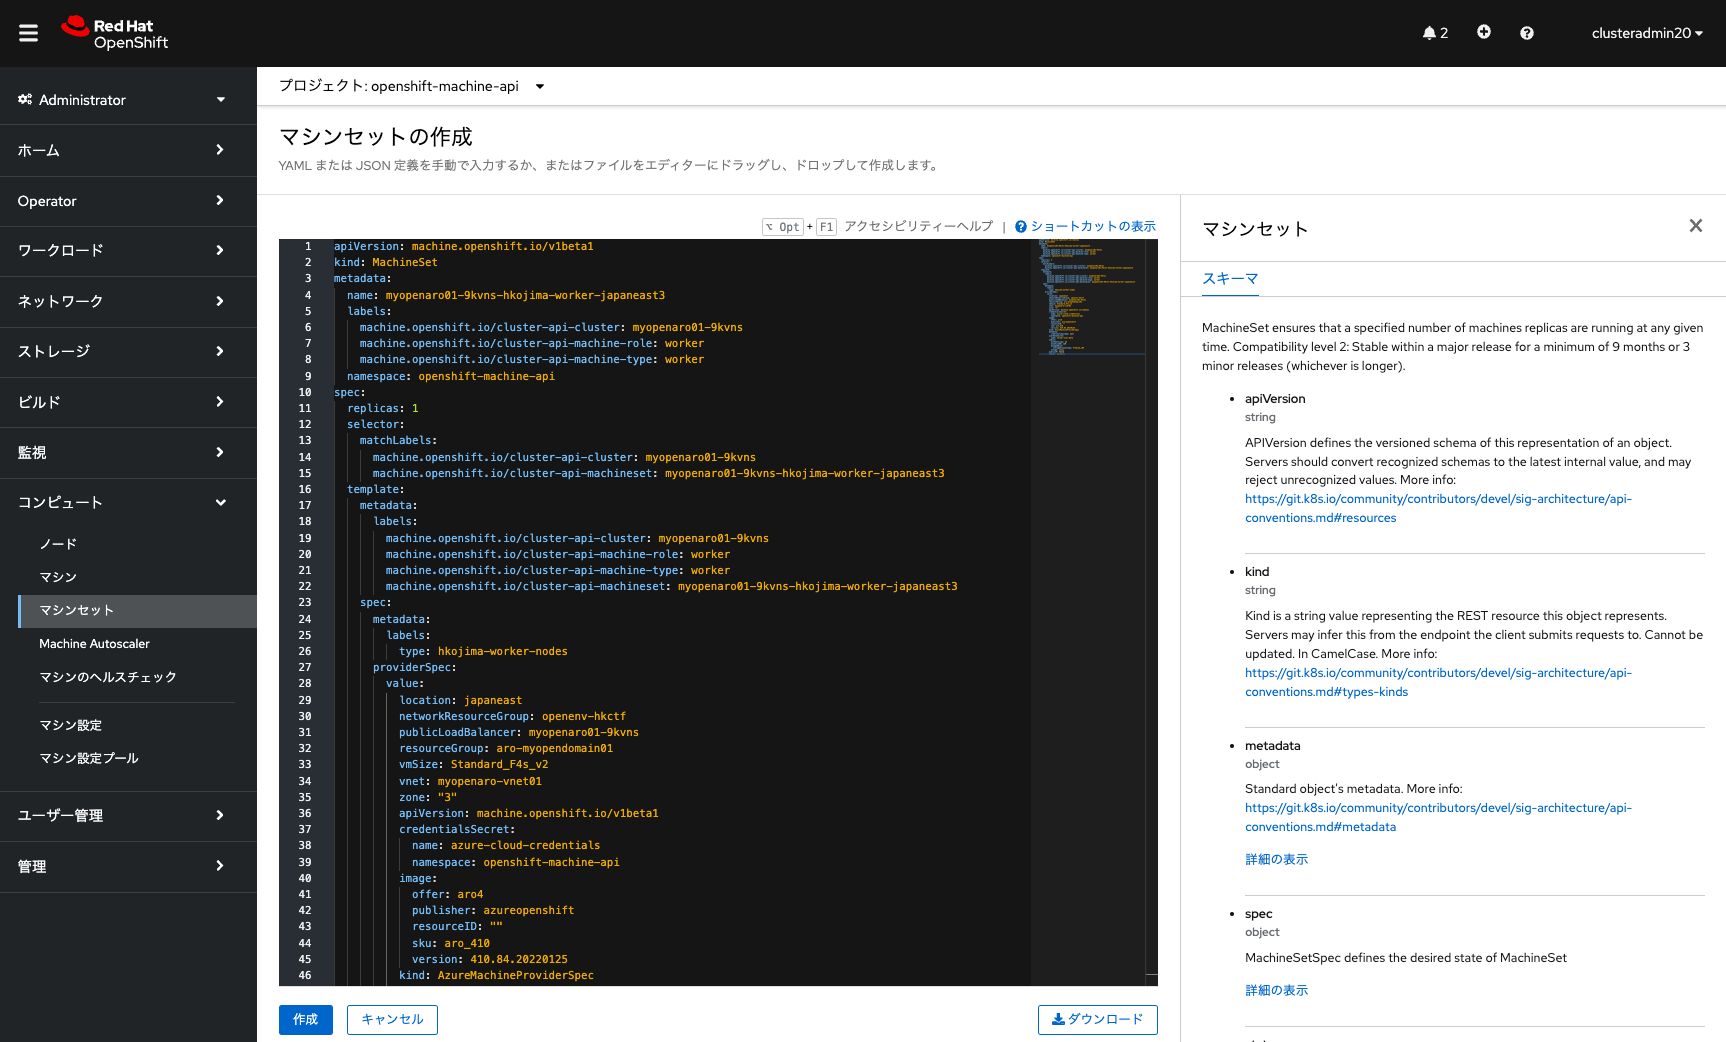 Red Hat
OpenShift
2
clusteradmin20
Administrator
ホーム
Operator
ワークロード
ネットワーク
ストレージ
ビルド
監視
コンピュート
ノード
マシン
マシンセット
Machine Autoscaler
マシンのヘルスチェック
マシン設定
マシン設定プール
ユーザー管理
管理
プロジェクト: openshift-machine-api
マシンセットの作成
YAML または JSON 定義を手動で入力するか、またはファイルをエディターにドラッグし、ドロップして作成します。
⌥ Opt + F1 アクセシビリティーヘルプ | ショートカットの表示
1 apiVersion: machine.openshift.io/v1beta1
2 kind: MachineSet
3 metadata:
4 name: myopenaro01-9kvns-hkojima-worker-japaneast3
5 labels:
6 machine.openshift.io/cluster-api-cluster: myopenaro01-9kvns
7 machine.openshift.io/cluster-api-machine-role: worker
8 machine.openshift.io/cluster-api-machine-type: worker
9 namespace: openshift-machine-api
10 spec:
11 replicas: 1
12 selector:
13 matchLabels:
14 machine.openshift.io/cluster-api-cluster: myopenaro01-9kvns
15 machine.openshift.io/cluster-api-machineset: myopenaro01-9kvns-hkojima-worker-japaneast3
16 template:
17 metadata:
18 labels:
19 machine.openshift.io/cluster-api-cluster: myopenaro01-9kvns
20 machine.openshift.io/cluster-api-machine-role: worker
21 machine.openshift.io/cluster-api-machine-type: worker
22 machine.openshift.io/cluster-api-machineset: myopenaro01-9kvns-hkojima-worker-japaneast3
23 spec:
24 metadata:
25 labels:
26 type: hkojima-worker-nodes
27 providerSpec:
28 value:
29 location: japaneast
30 networkResourceGroup: openenv-hkctf
31 publicLoadBalancer: myopenaro01-9kvns
32 resourceGroup: aro-myopendomain01
33 vmSize: Standard_F4s_v2
34 vnet: myopenaro-vnet01
35 zone: "3"
36 apiVersion: machine.openshift.io/v1beta1
37 credentialsSecret:
38 name: azure-cloud-credentials
39 namespace: openshift-machine-api
40 image:
41 offer: aro4
42 publisher: azureopenshift
43 resourceID: ""
44 sku: aro_410
45 version: 410.84.20220125
46 kind: AzureMachineProviderSpec
作成
キャンセル
ダウンロード
マシンセット
スキーマ
MachineSet ensures that a specified number of machines replicas are running at any given
time. Compatibility level 2: Stable within a major release for a minimum of 9 months or 3
minor releases (whichever is longer).
• apiVersion
string
APIVersion defines the versioned schema of this representation of an object.
Servers should convert recognized schemas to the latest internal value, and may
reject unrecognized values. More info:
https://git.k8s.io/community/contributors/devel/sig-architecture/api-
conventions.md#resources
• kind
string
Kind is a string value representing the REST resource this object represents.
Servers may infer this from the endpoint the client submits requests to. Cannot be
updated. In CamelCase. More info:
https://git.k8s.io/community/contributors/devel/sig-architecture/api-
conventions.md#types-kinds
• metadata
object
Standard object's metadata. More info:
https://git.k8s.io/community/contributors/devel/sig-architecture/api-
conventions.md#metadata
詳細の表示
• spec
object
MachineSetSpec defines the desired state of MachineSet
詳細の表示